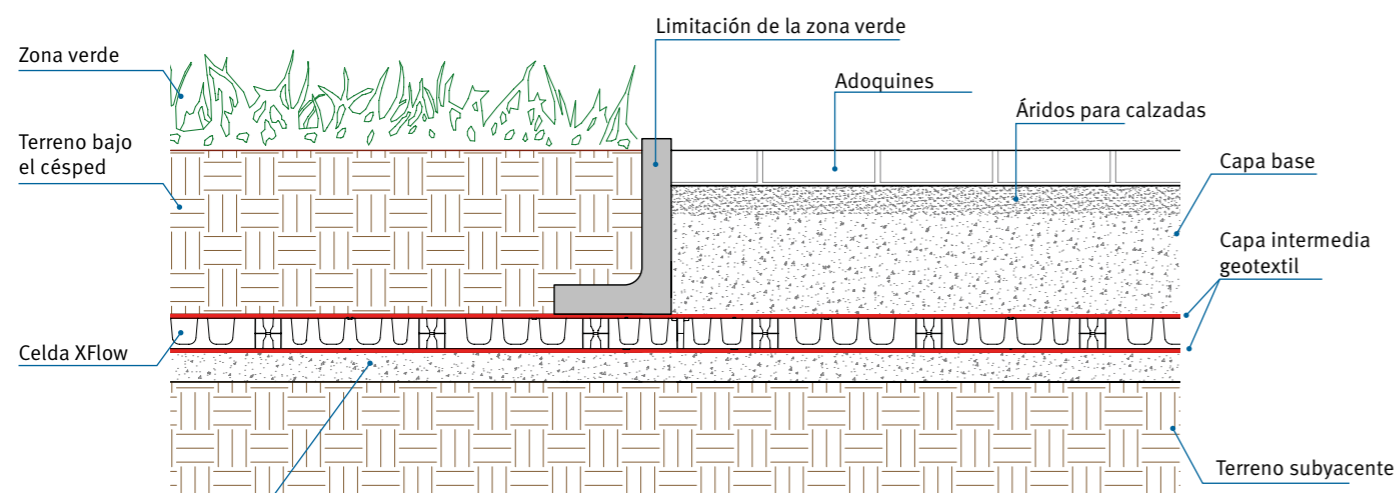 Limitación de la zona verde
Zona verde
Adoquines
Áridos para calzadas
Terreno bajo
el césped
Capa base
Capa intermedia
geotextil
Celda XFlow
Terreno subyacente